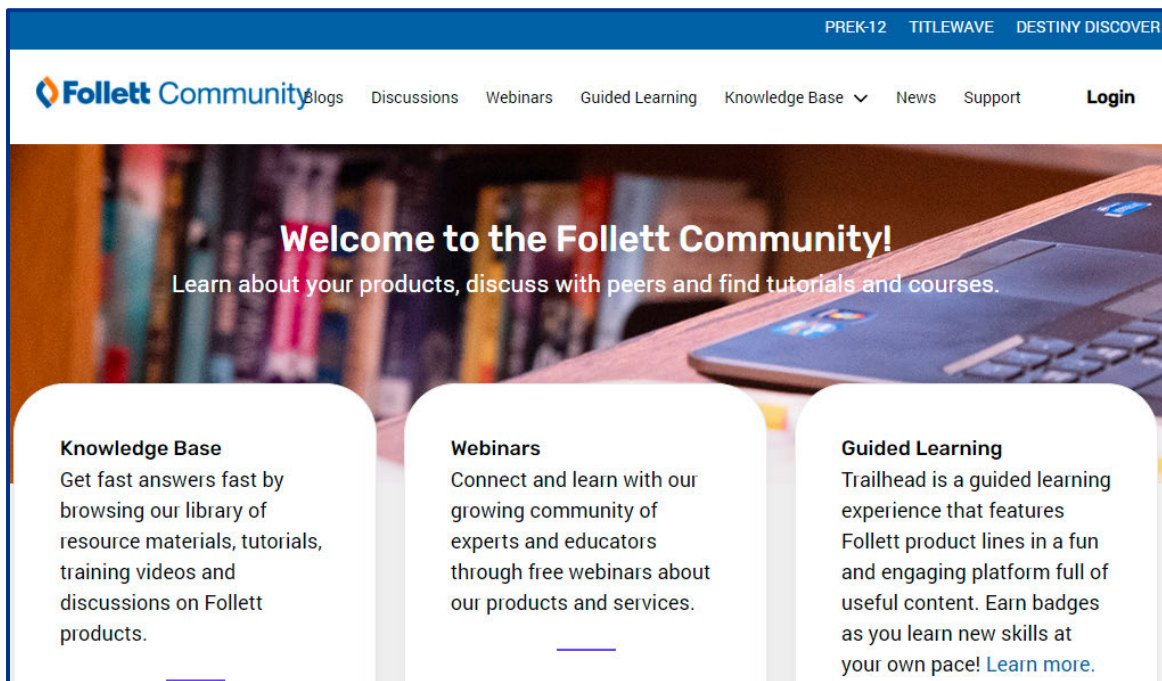 PREK-12 TITLEWAVE DESTINY DISCOVER
Follett Community Blogs Discussions Webinars Guided Learning Knowledge Base News Support Login
Welcome to the Follett Community!
Learn about your products, discuss with peers and find tutorials and courses.
Knowledge Base
Get fast answers fast by
browsing our library of
resource materials, tutorials,
training videos and
discussions on Follett
products.
Webinars
Connect and learn with our
growing community of
experts and educators
through free webinars about
our products and services.
Guided Learning
Trailhead is a guided learning
experience that features
Follett product lines in a fun
and engaging platform full of
useful content. Earn badges
as you learn new skills at
your own pace! Learn more.